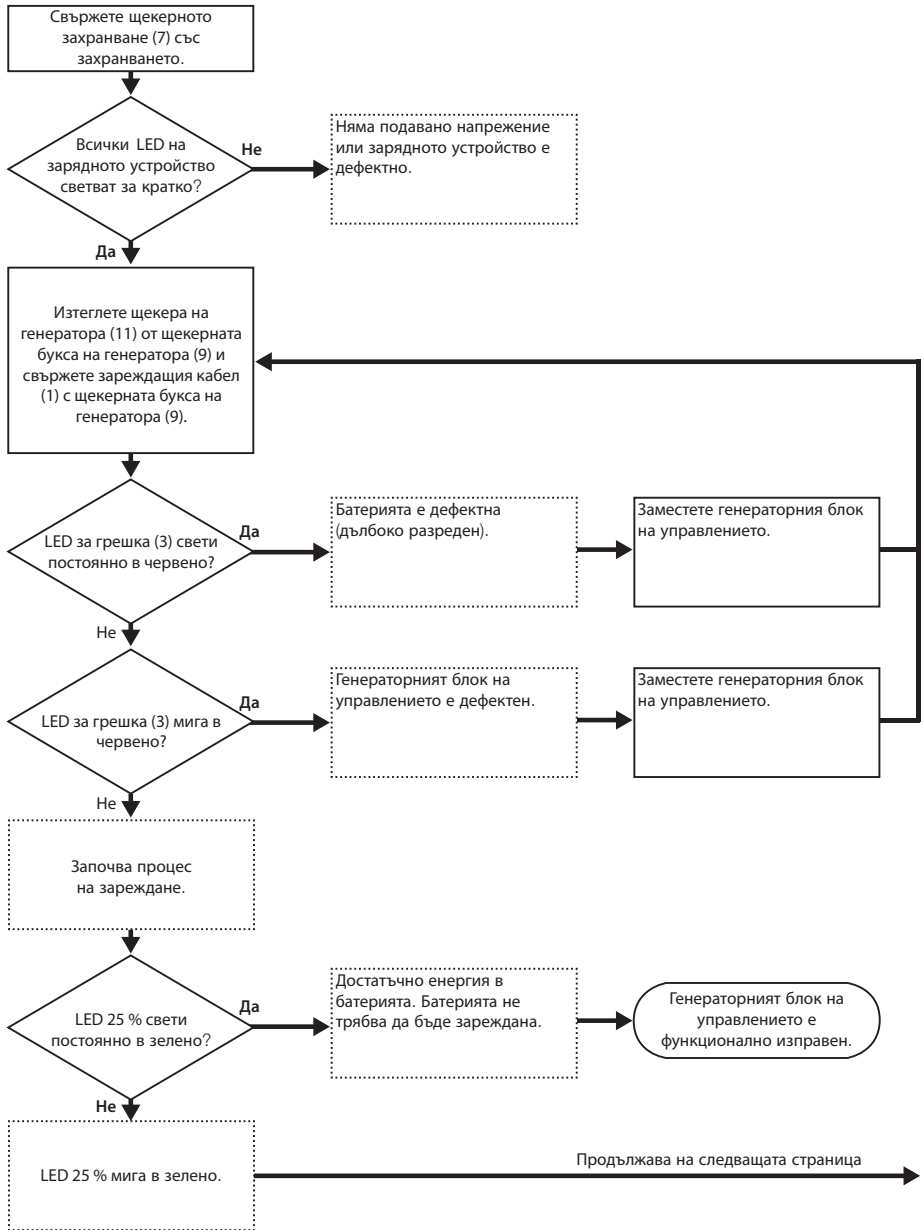 Свържете щекерното
захранване (7) със
захранването.
Всички LED на
зарядното устройство
светват за кратко?
Не
Няма подавано напрежение
или зарядното устройство е
дефектно.
Да
Изтеглете щекера на
генератора (11) от щекерната
букса на генератора (9) и
свържете зареждащия кабел
(1) с щекерната букса на
генератора (9).
LED за грешка (3) свети
постоянно в червено?
Да
Батерията е дефектна
(дълбоко разреден).
Заместете генераторния блок
на управлението.
Не
LED за грешка (3) мига в
червено?
Да
Генераторният блок на
управлението е дефектен.
Заместете генераторния блок
на управлението.
Не
Започва процес
на зареждане.
LED 25 % свети
постоянно в зелено?
Да
Достатъчно енергия в
батерията. Батерията не
трябва да бъде зареждана.
Генераторният блок на
управлението е
функционално изправен.
Не
LED 25 % мига в зелено.
Продължава на следващата страница